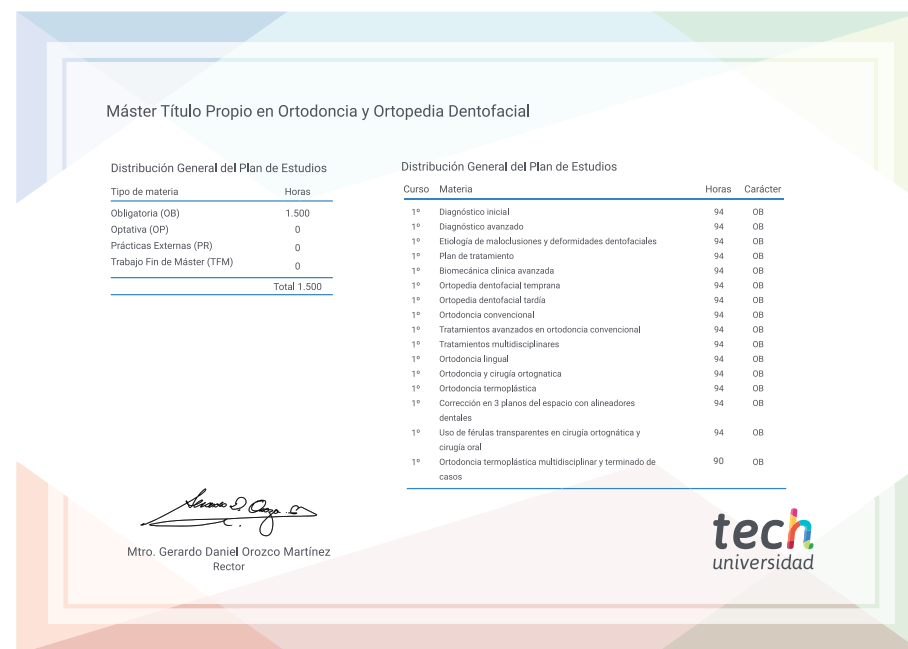 Máster Título Propio en Ortodoncia y Ortopedia Dentofacial
Distribución General del Plan de Estudios
Tipo de materia Horas
Obligatoria (OB) 1.500
Optativa (OP) 0
Prácticas Externas (PR) 0
Trabajo Fin de Máster (TFM) 0
Total 1.500
Distribución General del Plan de Estudios
Curso Materia Horas Carácter
1º Diagnóstico inicial 94 OB
1º Diagnóstico avanzado 94 OB
1º Etiología de maloclusiones y deformidades dentofaciales 94 OB
1º Plan de tratamiento 94 OB
1º Biomecánica clínica avanzada 94 OB
1º Ortopedia dentofacial temprana 94 OB
1º Ortopedia dentofacial tardía 94 OB
1º Ortodoncia convencional 94 OB
1º Tratamientos avanzados en ortodoncia convencional 94 OB
1º Tratamientos multidisciplinares 94 OB
1º Ortodoncia lingual 94 OB
1º Ortodoncia y cirugía ortognatica 94 OB
1º Ortodoncia termoplástica 94 OB
1º Corrección en 3 planos del espacio con alineadores 94 OB
dentales
1º Uso de férulas transparentes en cirugía ortognática y 94 OB
cirugía oral
1º Ortodoncia termoplástica multidisciplinar y terminado de 90 OB
casos
Mtro. Gerardo Daniel Orozco Martínez
Rector
tech
universidad